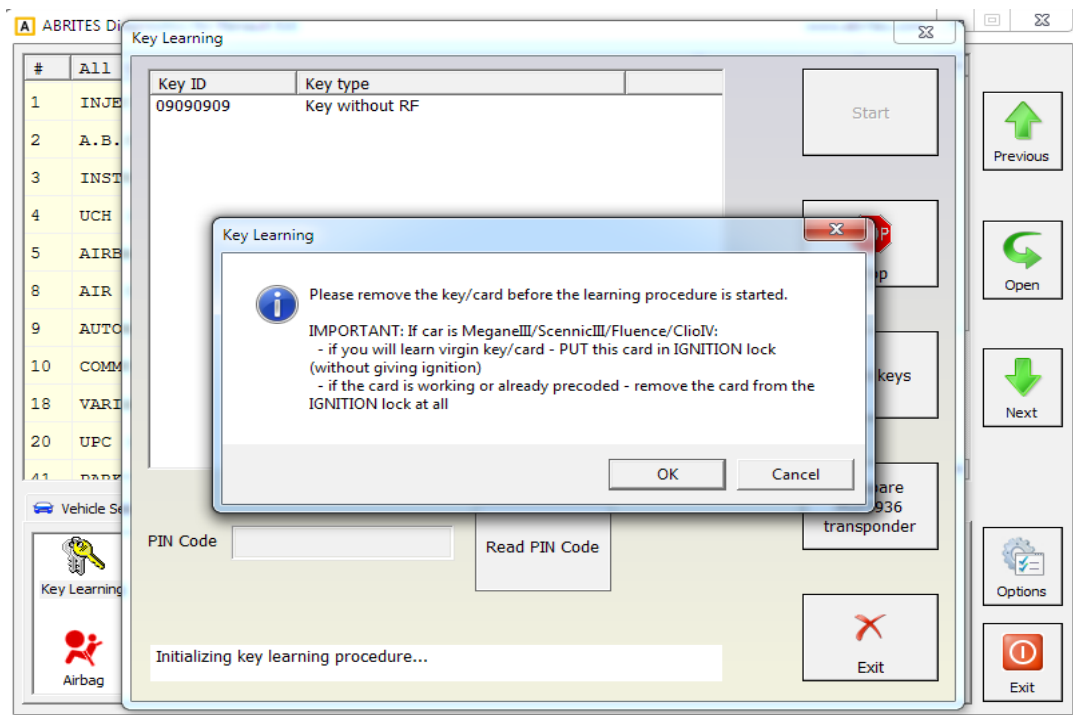 ABRITES Di
Key Learning
# All
Key ID Key type
1 INJE
09090909 Key without RF
Start
2 A.B.
Previous
3 INST
4 UCH
Key Learning
5 AIRB
Open
8 AIR
Please remove the key/card before the learning procedure is started.
9 AUTO
IMPORTANT: If car is MeganeIII/ScennicIII/Fluence/ClioIV:
- if you will learn virgin key/card - PUT this card in IGNITION lock
(without giving ignition)
10 COMM
keys
- if the card is working or already precoded - remove the card from the
IGNITION lock at all
18 VARI
Next
20 UPC
OK Cancel
41
Vehicle Se
936
transponder
PIN Code
Read PIN Code
Key Learning
Options
Initializing key learning procedure...
Exit
Airbag
Exit